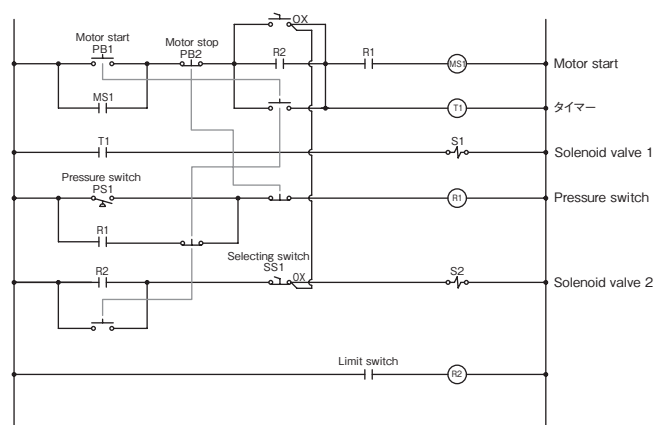 OX
Motor start
PB1
Motor stop
PB2
R2
R1
MS1
Motor start
MS1
T1
タイマー
T1
S1
Solenoid valve 1
Pressure switch
PS1
R1
Pressure switch
R1
Selecting switch
SS1
OX
R2
S2
Solenoid valve 2
Limit switch
R2